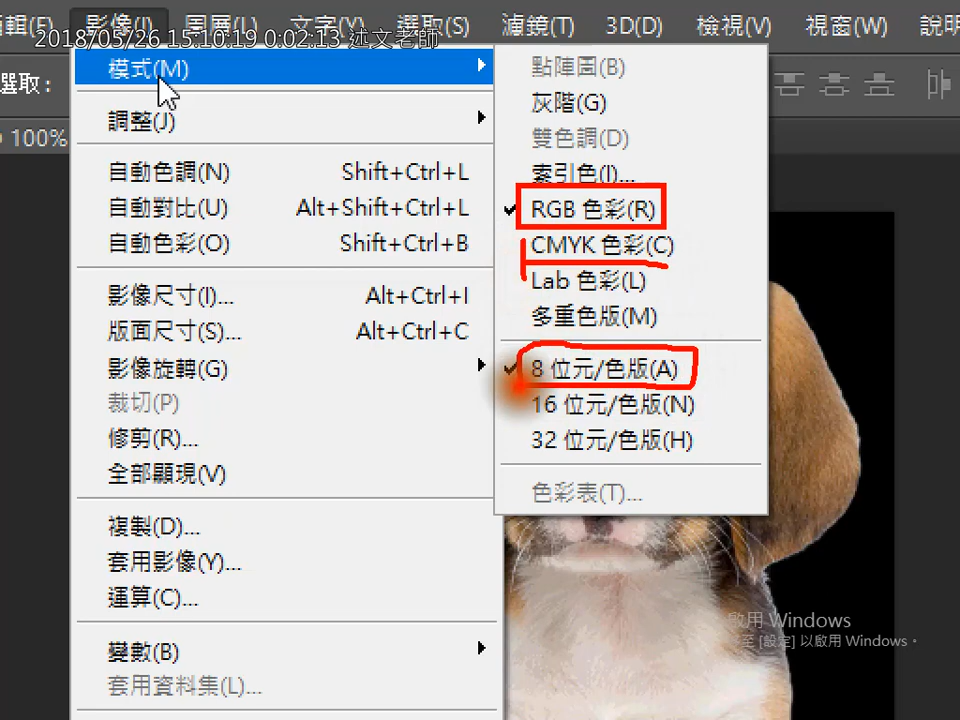 編輯(E) 影像(I) 圖層(L) 文字(Y) 選取(S) 濾鏡(T) 3D(D) 檢視(V) 視窗(W) 說明
2018/05/26 15:10:19 0:02:13 述文老師
選取：
100%
模式(M)
調整(J)
自動色調(N) Shift+Ctrl+L
自動對比(U) Alt+Shift+Ctrl+L
自動色彩(O) Shift+Ctrl+B
影像尺寸(I)... Alt+Ctrl+I
版面尺寸(S)... Alt+Ctrl+C
影像旋轉(G)
裁切(P)
修剪(R)...
全部顯現(V)
複製(D)...
套用影像(Y)...
運算(C)...
變數(B)
套用資料集(L)...
點陣圖(B)
灰階(G)
雙色調(D)
索引色(I)...
RGB 色彩(R)
CMYK 色彩(C)
Lab 色彩(L)
多重色版(M)
8 位元/色版(A)
16 位元/色版(N)
32 位元/色版(H)
色彩表(T)...
啟用 Windows
至 [設定] 以啟用 Windows。